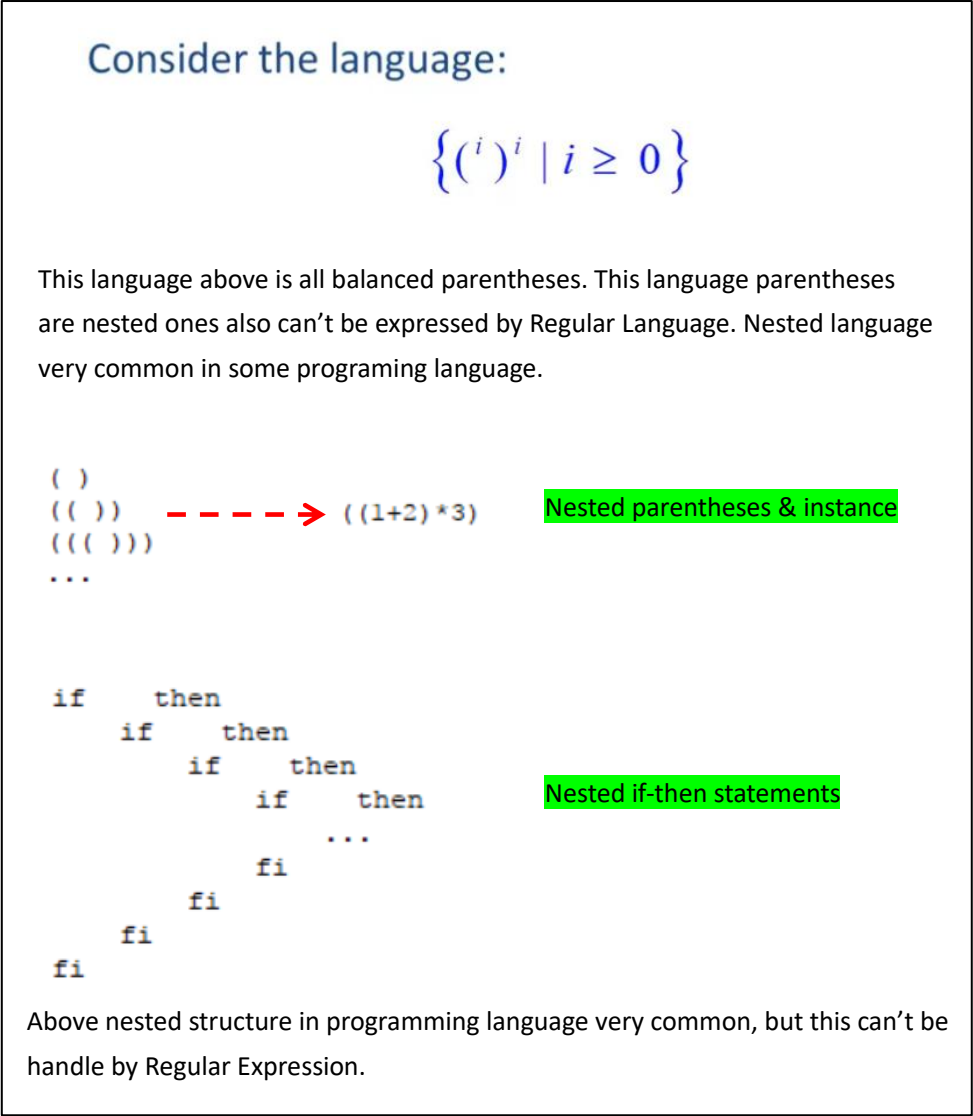 Consider the language:
{(ⁱ)ⁱ | i ≥ 0}
This language above is all balanced parentheses. This language parentheses
are nested ones also can’t be expressed by Regular Language. Nested language
very common in some programing language.
( )
(( )) ((1+2)*3) Nested parentheses & instance
((( )))
...
if then
if then
if then
if then Nested if-then statements
...
fi
fi
fi
fi
Above nested structure in programming language very common, but this can’t be
handle by Regular Expression.